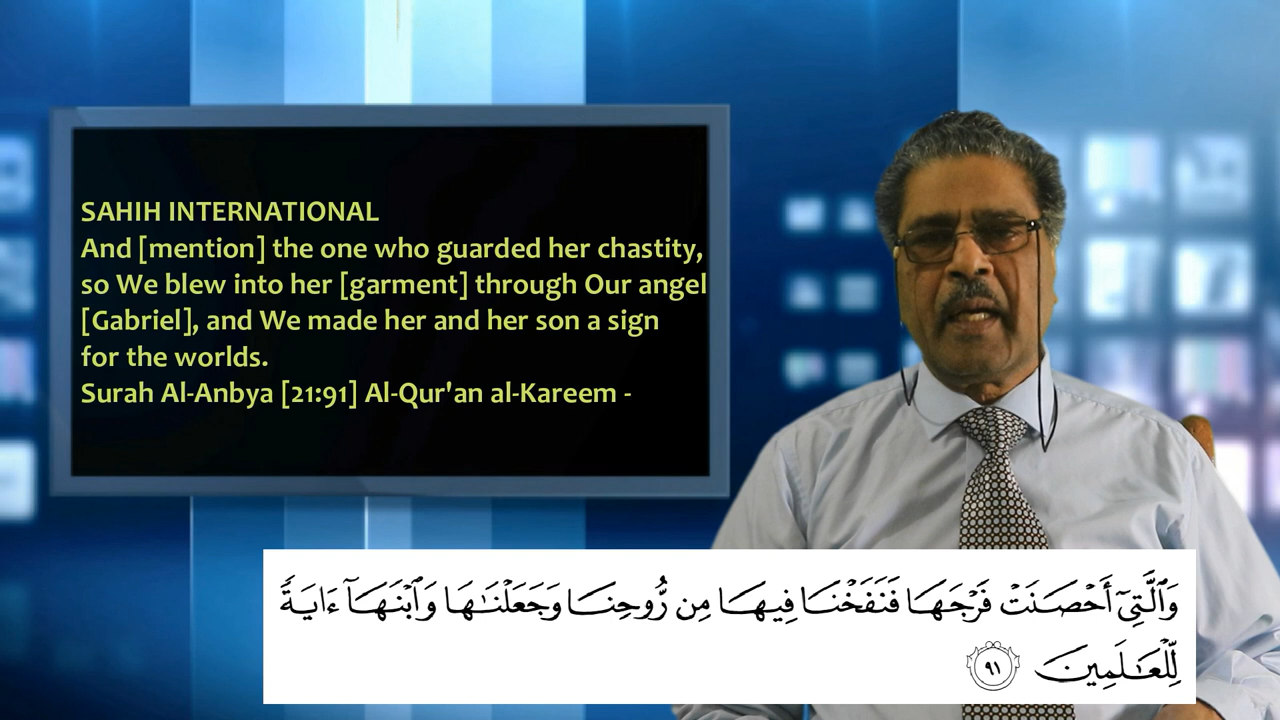 SAHIH INTERNATIONAL
And [mention] the one who guarded her chastity,
so We blew into her [garment] through Our angel
[Gabriel], and We made her and her son a sign
for the worlds.
Surah Al-Anbya [21:91] Al-Qur'an al-Kareem -
وَٱلَّتِىٓ أَحْصَنَتْ فَرْجَهَا فَنَفَخْنَا فِيهَا مِن رُّوحِنَا وَجَعَلْنَـٰهَا وَٱبْنَهَآ ءَايَةً
لِّلْعَـٰلَمِينَ ٩١